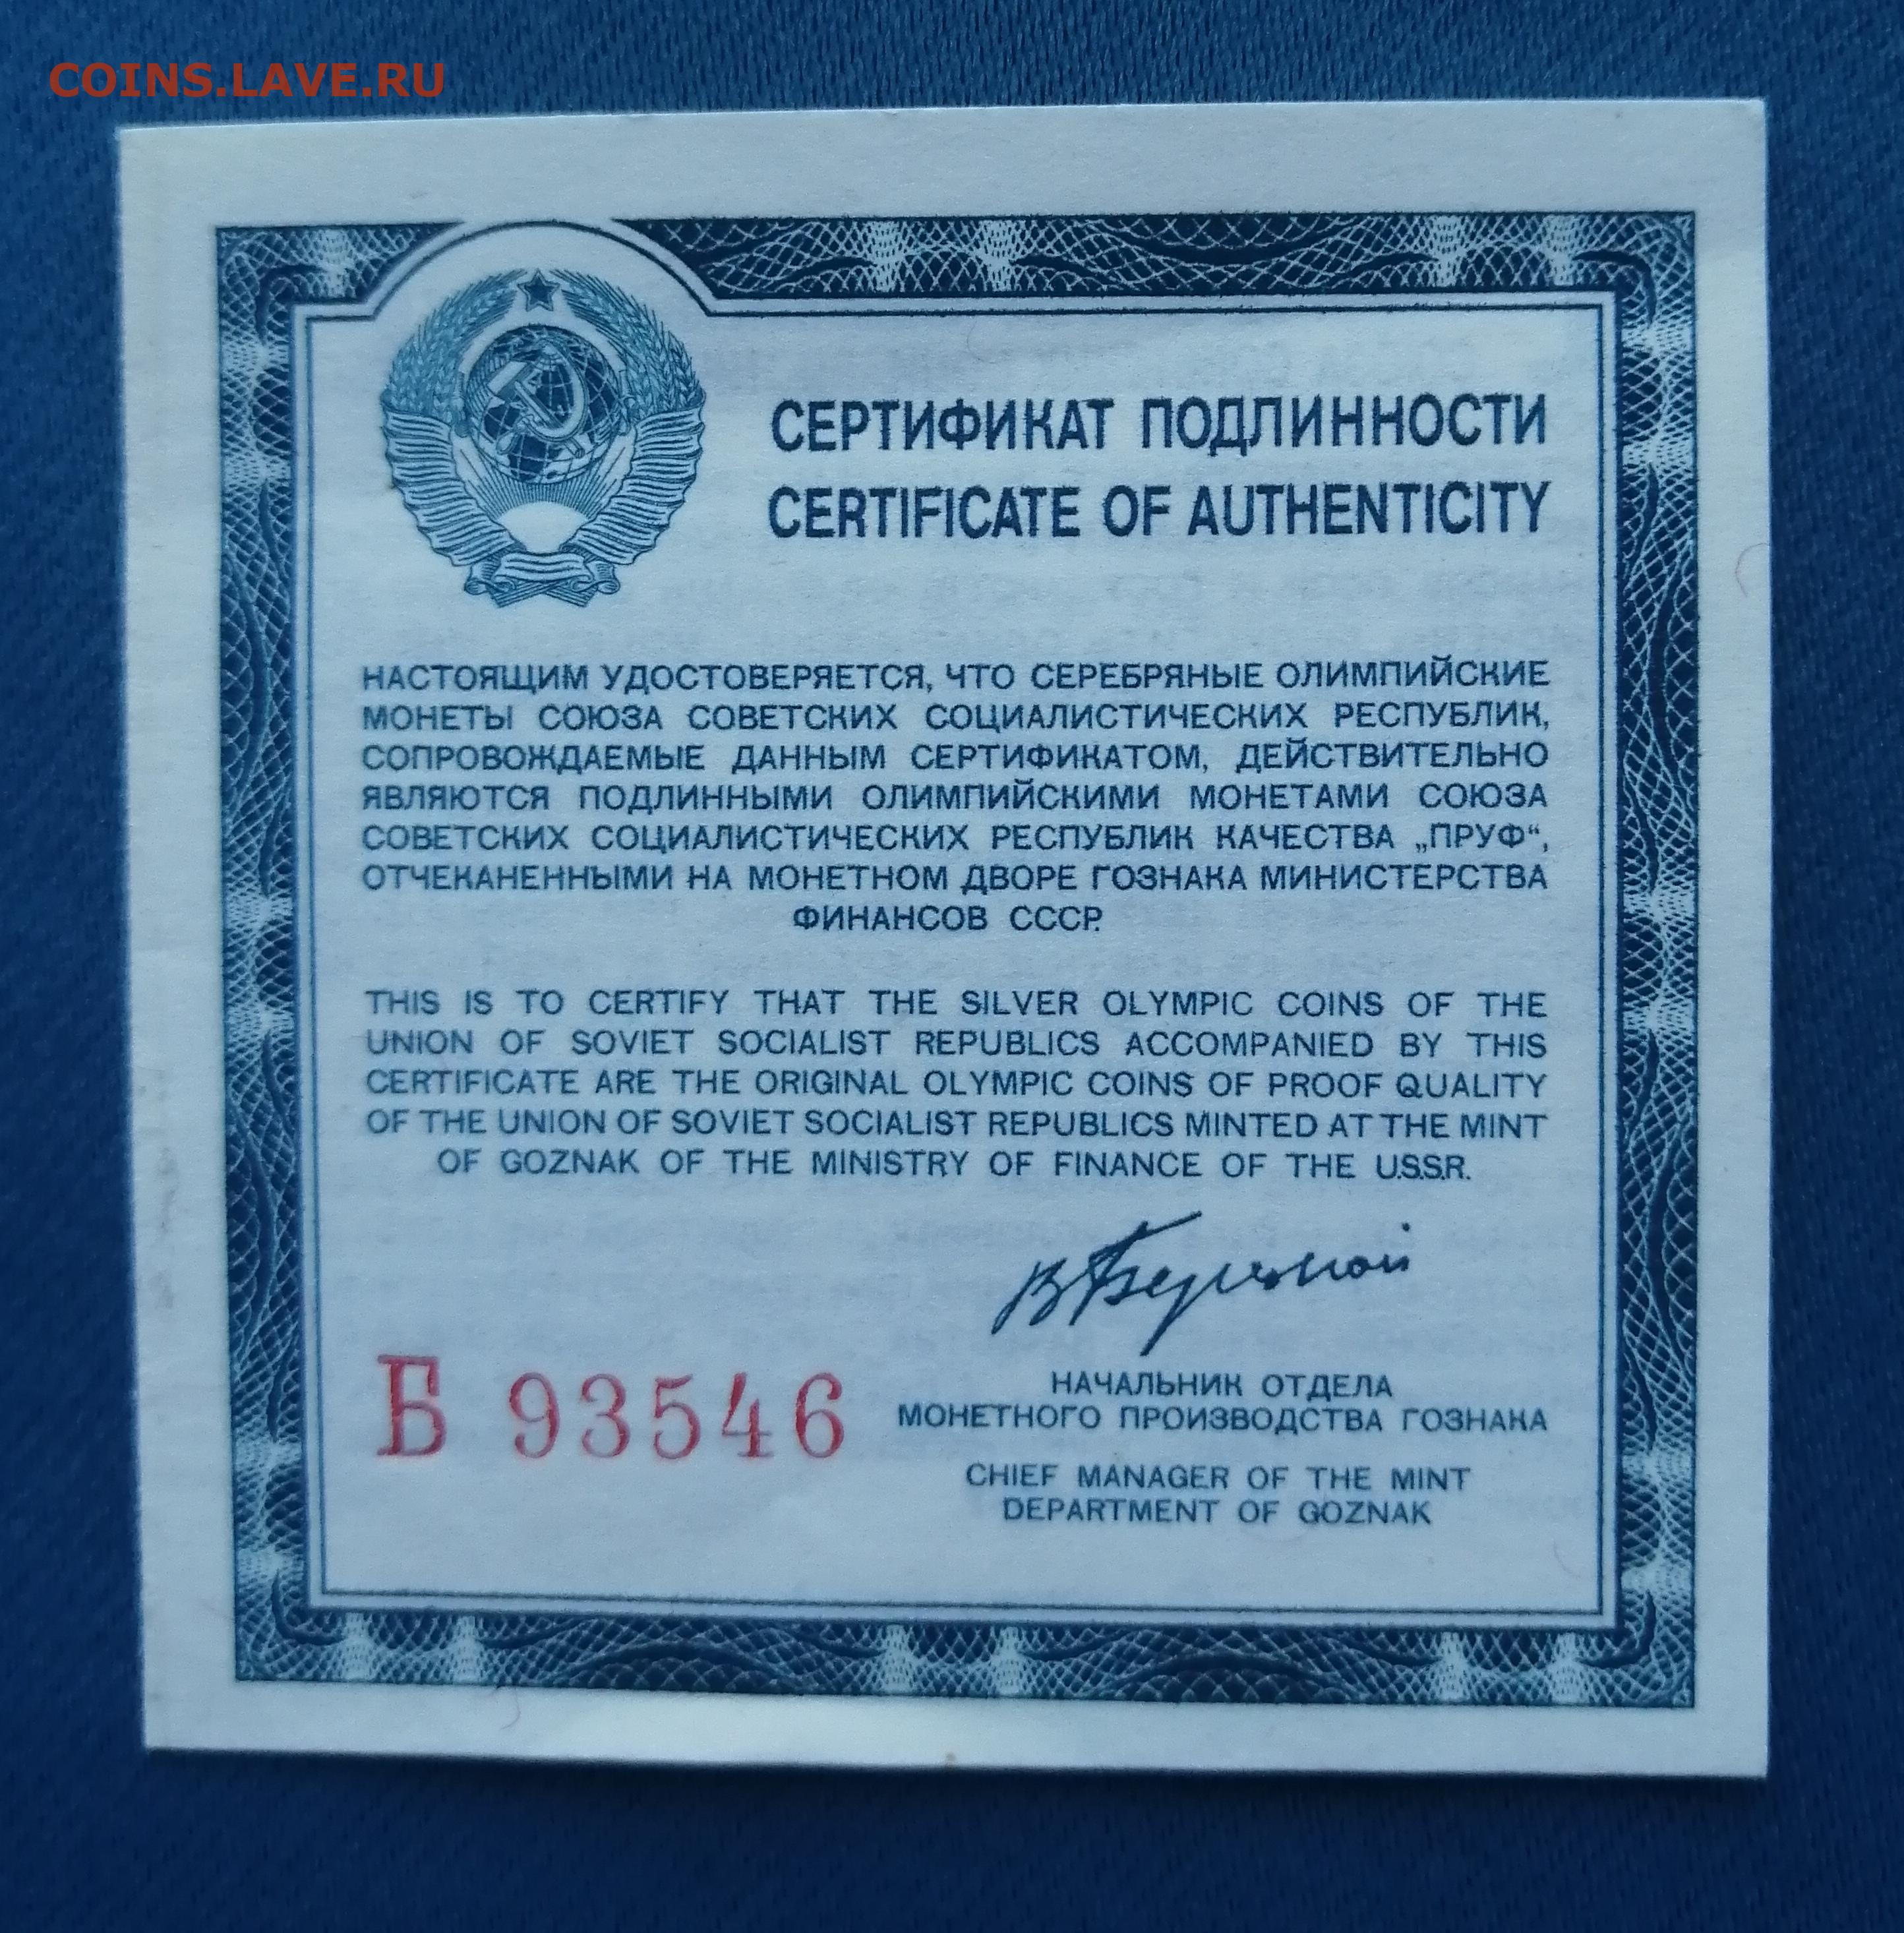 COINS.LAVE.RU
СЕРТИФИКАТ ПОДЛИННОСТИ
CERTIFICATE OF AUTHENTICITY
НАСТОЯЩИМ УДОСТОВЕРЯЕТСЯ, ЧТО СЕРЕБРЯНЫЕ ОЛИМПИЙСКИЕ
МОНЕТЫ СОЮЗА СОВЕТСКИХ СОЦИАЛИСТИЧЕСКИХ РЕСПУБЛИК,
СОПРОВОЖДАЕМЫЕ ДАННЫМ СЕРТИФИКАТОМ, ДЕЙСТВИТЕЛЬНО
ЯВЛЯЮТСЯ ПОДЛИННЫМИ ОЛИМПИЙСКИМИ МОНЕТАМИ СОЮЗА
СОВЕТСКИХ СОЦИАЛИСТИЧЕСКИХ РЕСПУБЛИК КАЧЕСТВА „ПРУФ“,
ОТЧЕКАНЕННЫМИ НА МОНЕТНОМ ДВОРЕ ГОЗНАКА МИНИСТЕРСТВА
ФИНАНСОВ СССР.
THIS IS TO CERTIFY THAT THE SILVER OLYMPIC COINS OF THE
UNION OF SOVIET SOCIALIST REPUBLICS ACCOMPANIED BY THIS
CERTIFICATE ARE THE ORIGINAL OLYMPIC COINS OF PROOF QUALITY
OF THE UNION OF SOVIET SOCIALIST REPUBLICS MINTED AT THE MINT
OF GOZNAK OF THE MINISTRY OF FINANCE OF THE U.S.S.R.
Б 93546
НАЧАЛЬНИК ОТДЕЛА
МОНЕТНОГО ПРОИЗВОДСТВА ГОЗНАКА
CHIEF MANAGER OF THE MINT
DEPARTMENT OF GOZNAK